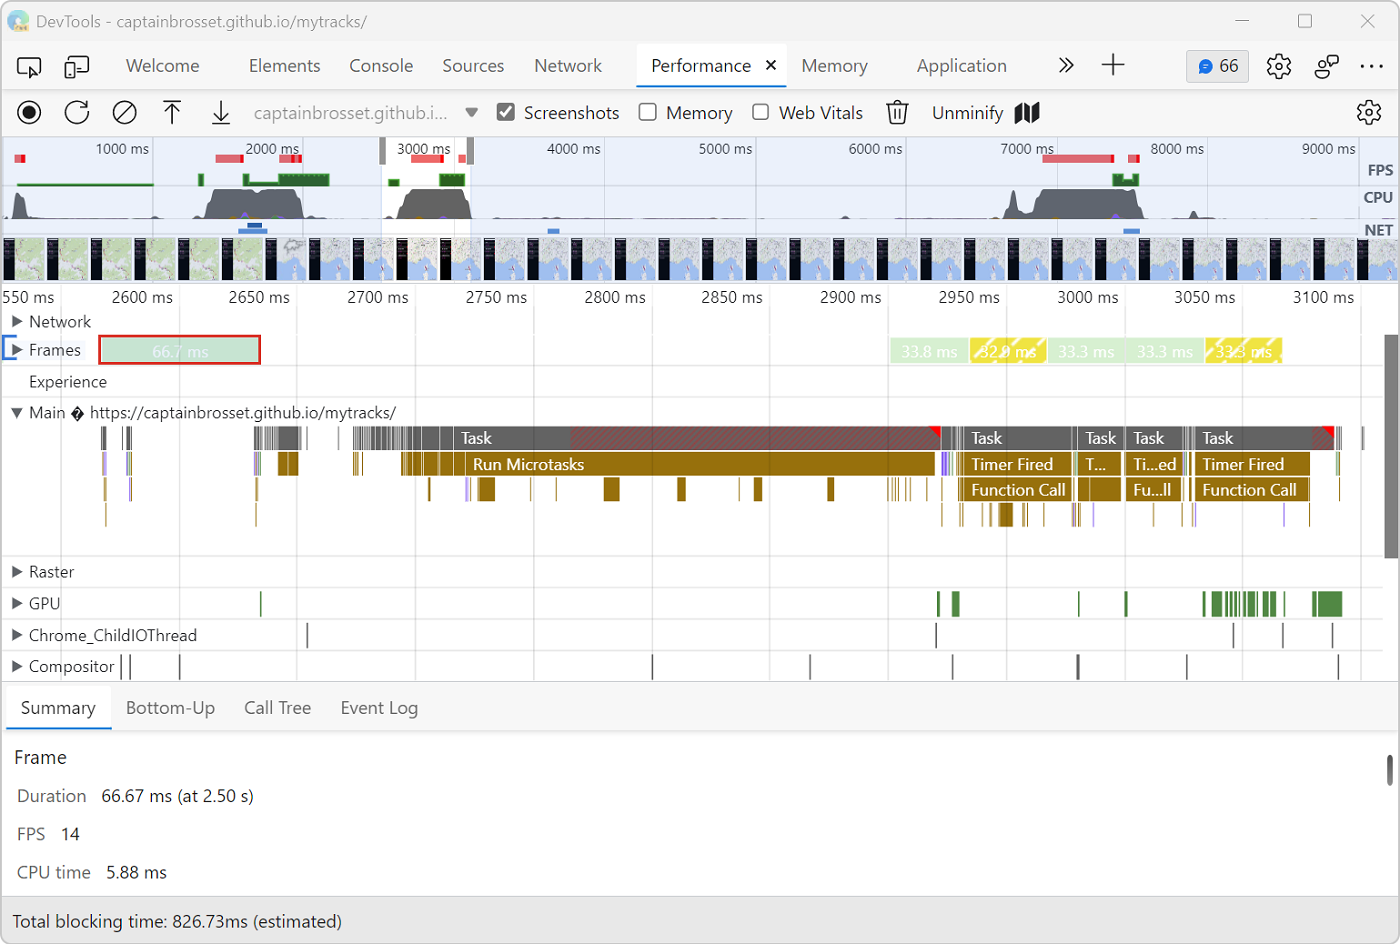 DevTools - captainbrosset.github.io/mytracks/
Welcome Elements Console Sources Network Performance Memory Application 66
captainbrosset.github.i... Screenshots Memory Web Vitals Unminify
1000 ms 2000 ms 3000 ms 4000 ms 5000 ms 6000 ms 7000 ms 8000 ms 9000 ms
FPS
CPU
NET
550 ms 2600 ms 2650 ms 2700 ms 2750 ms 2800 ms 2850 ms 2900 ms 2950 ms 3000 ms 3050 ms 3100 ms
Network
Frames 66.7 ms 33.8 ms 32.9 ms 33.3 ms 33.3 ms 33.3 ms
Experience
Main � https://captainbrosset.github.io/mytracks/
Task Task Task Task Task
Run Microtasks Timer Fired T... Ti...ed Timer Fired
Function Call Fu...ll Function Call
Raster
GPU
Chrome_ChildIOThread
Compositor
Summary Bottom-Up Call Tree Event Log
Frame
Duration 66.67 ms (at 2.50 s)
FPS 14
CPU time 5.88 ms
Total blocking time: 826.73ms (estimated)